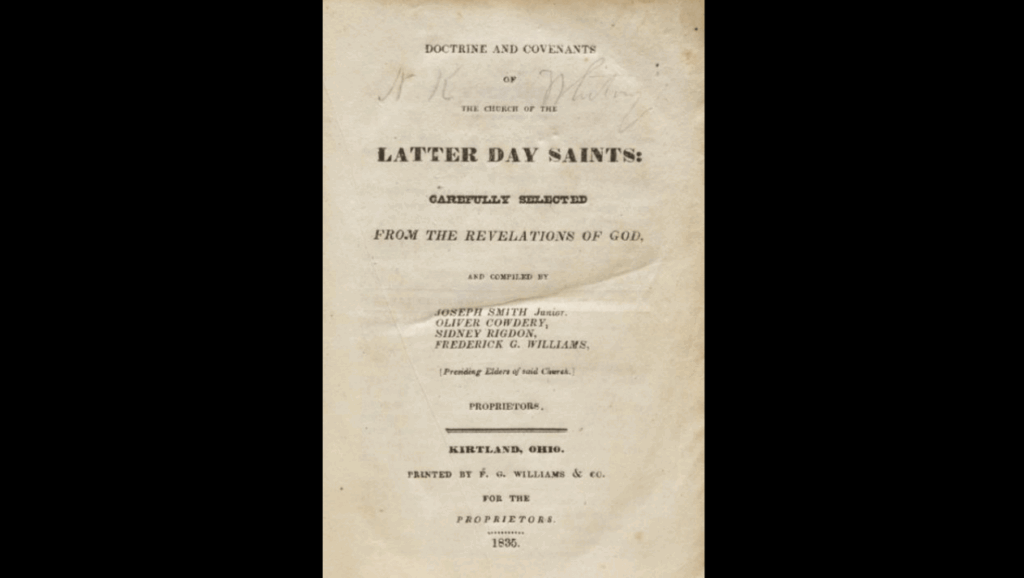 DOCTRINE AND COVENANTS
OF
THE CHURCH OF THE
LATTER DAY SAINTS:
CAREFULLY SELECTED
FROM THE REVELATIONS OF GOD,
AND COMPILED BY
JOSEPH SMITH Junior.
OLIVER COWDERY,
SIDNEY RIGDON,
FREDERICK G. WILLIAMS,
[Presiding Elders of said Church.]
PROPRIETORS.
KIRTLAND, OHIO.
PRINTED BY F. G. WILLIAMS & CO.
FOR THE
PROPRIETORS.
1835.